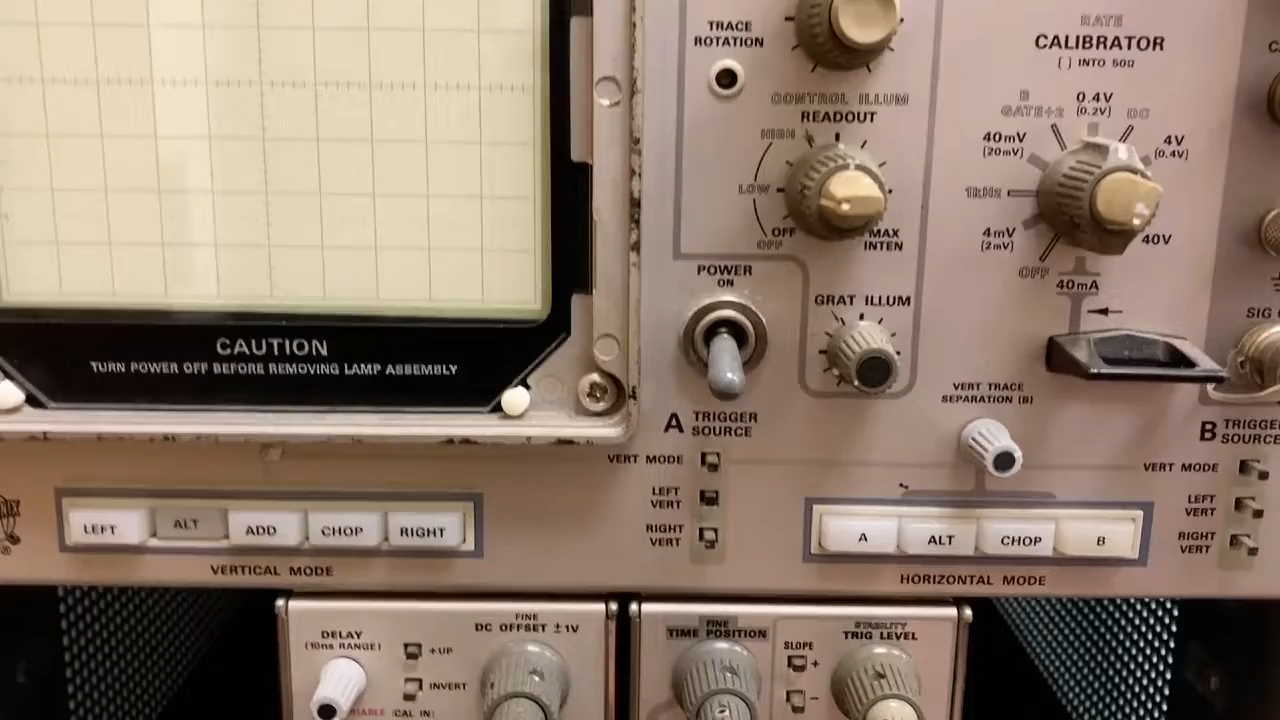 TRACE
ROTATION
CONTROL ILLUM
READOUT
HIGH
LOW
OFF
OFF
MAX
INTEN
RATE
CALIBRATOR
[ ] INTO 50Ω
B
GATE÷2
0.4V
[0.2V]
DC
40mV
[20mV]
4V
[0.4V]
1kHz
4mV
[2mV]
40V
OFF
40mA
POWER
ON
GRAT ILLUM
CAUTION
TURN POWER OFF BEFORE REMOVING LAMP ASSEMBLY
VERT TRACE
SEPARATION (B)
SIG
A TRIGGER
SOURCE
VERT MODE
LEFT
VERT
RIGHT
VERT
B TRIGGE
SOURCE
VERT MODE
LEFT
VERT
RIGHT
VERT
NIX
®
LEFT ALT ADD CHOP RIGHT
VERTICAL MODE
A ALT CHOP B
HORIZONTAL MODE
DELAY
(10ns RANGE)
+UP
INVERT
IABLE (CAL IN)
FINE
DC OFFSET ±1V
FINE
TIME POSITION
SLOPE
+
−
STABILITY
TRIG LEVEL